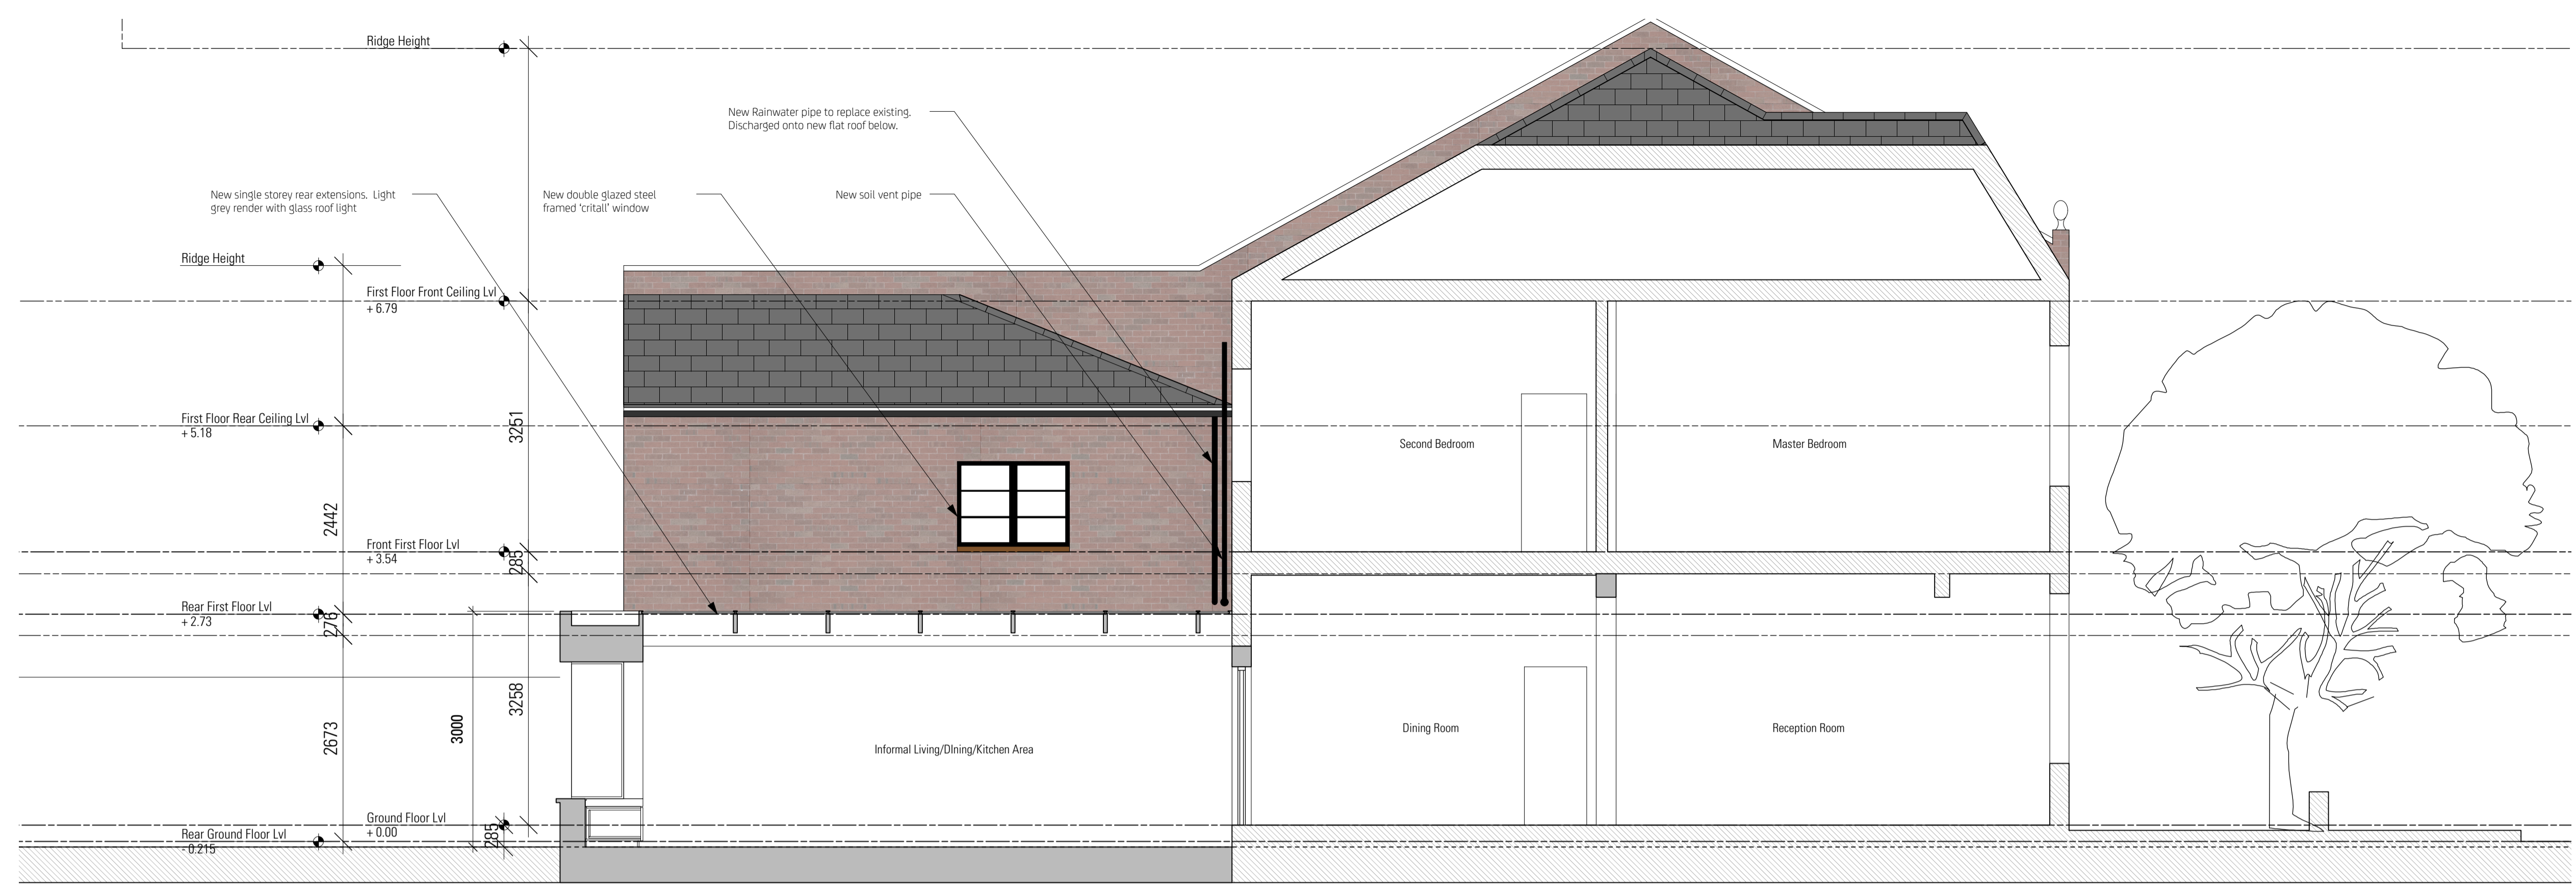 Ridge Height
New Rainwater pipe to replace existing.
Discharged onto new flat roof below.
New single storey rear extensions. Light
grey render with glass roof light
New double glazed steel
framed ‘critall’ window
New soil vent pipe
Ridge Height
First Floor Front Ceiling Lvl
+ 6.79
First Floor Rear Ceiling Lvl
+ 5.18
3251
Second Bedroom
Master Bedroom
2442
Front First Floor Lvl
+ 3.54
285
Rear First Floor Lvl
+ 2.73
276
3258
2673
3000
Dining Room
Reception Room
Informal Living/DIning/Kitchen Area
Ground Floor Lvl
+ 0.00
285
Rear Ground Floor Lvl
- 0.215